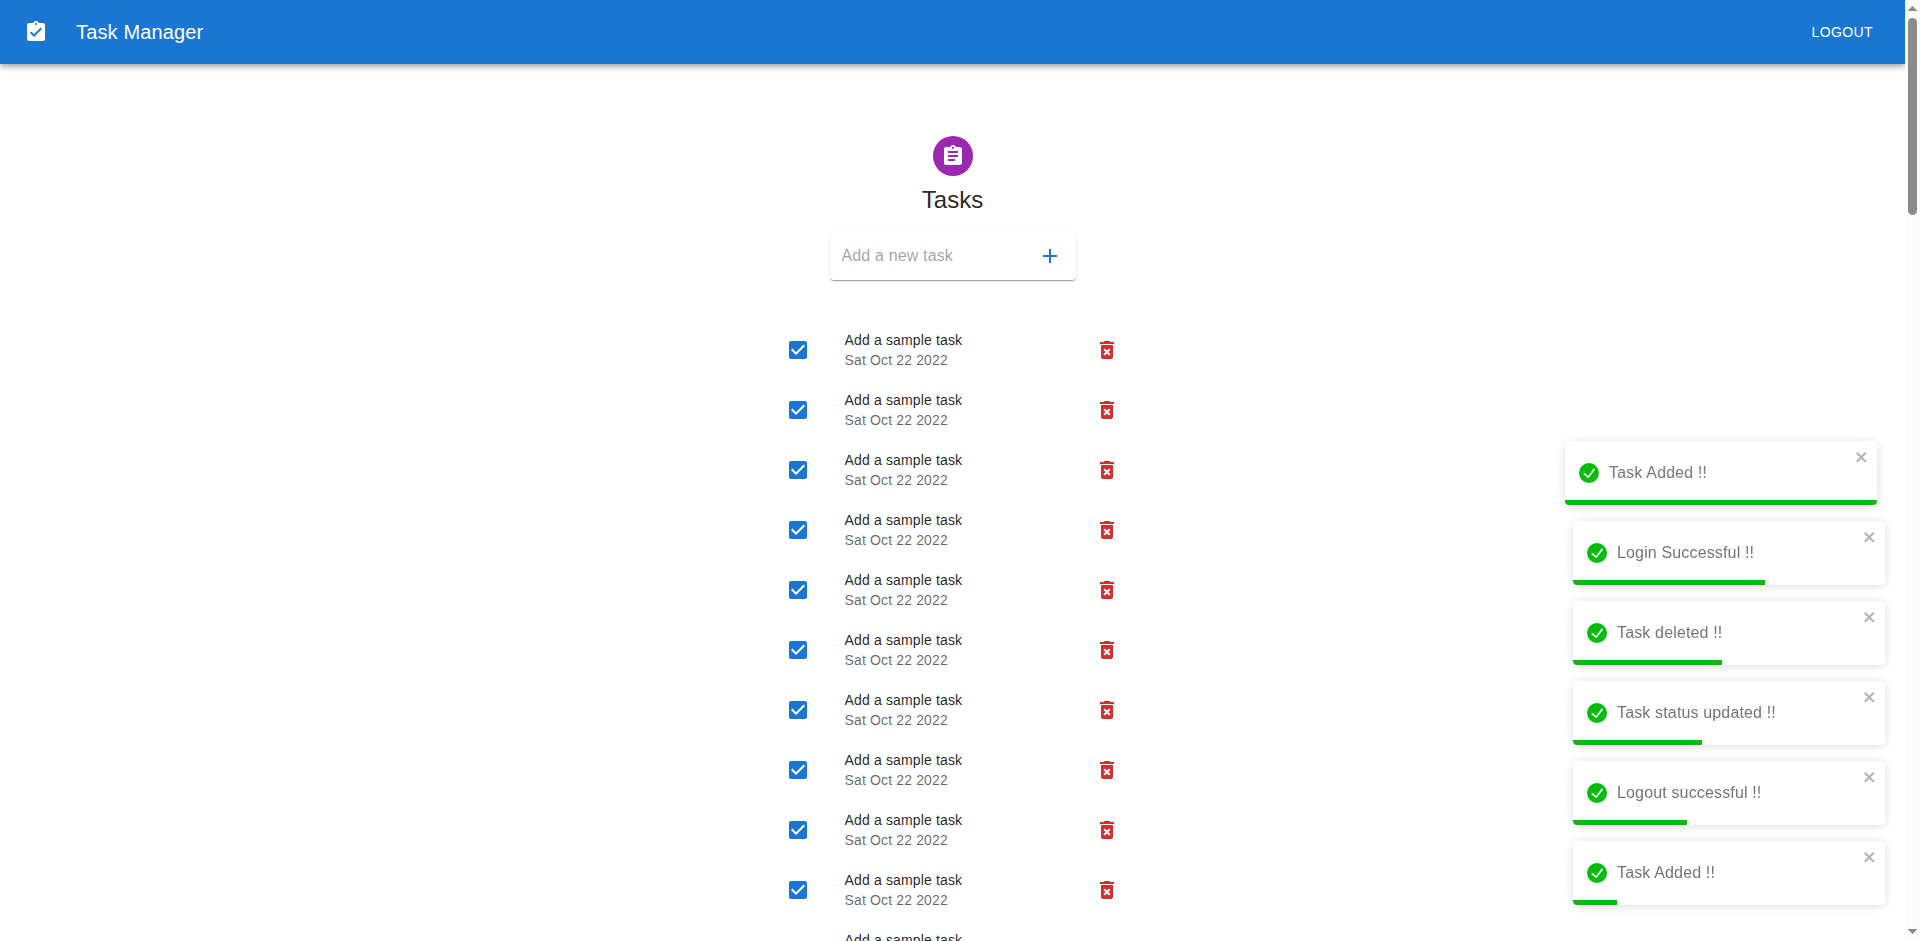 Task Manager
LOGOUT
Tasks
Add a new task
Add a sample task
Sat Oct 22 2022
Add a sample task
Sat Oct 22 2022
Add a sample task
Sat Oct 22 2022
Add a sample task
Sat Oct 22 2022
Add a sample task
Sat Oct 22 2022
Add a sample task
Sat Oct 22 2022
Add a sample task
Sat Oct 22 2022
Add a sample task
Sat Oct 22 2022
Add a sample task
Sat Oct 22 2022
Add a sample task
Sat Oct 22 2022
Add a sample task
Task Added !!
Login Successful !!
Task deleted !!
Task status updated !!
Logout successful !!
Task Added !!